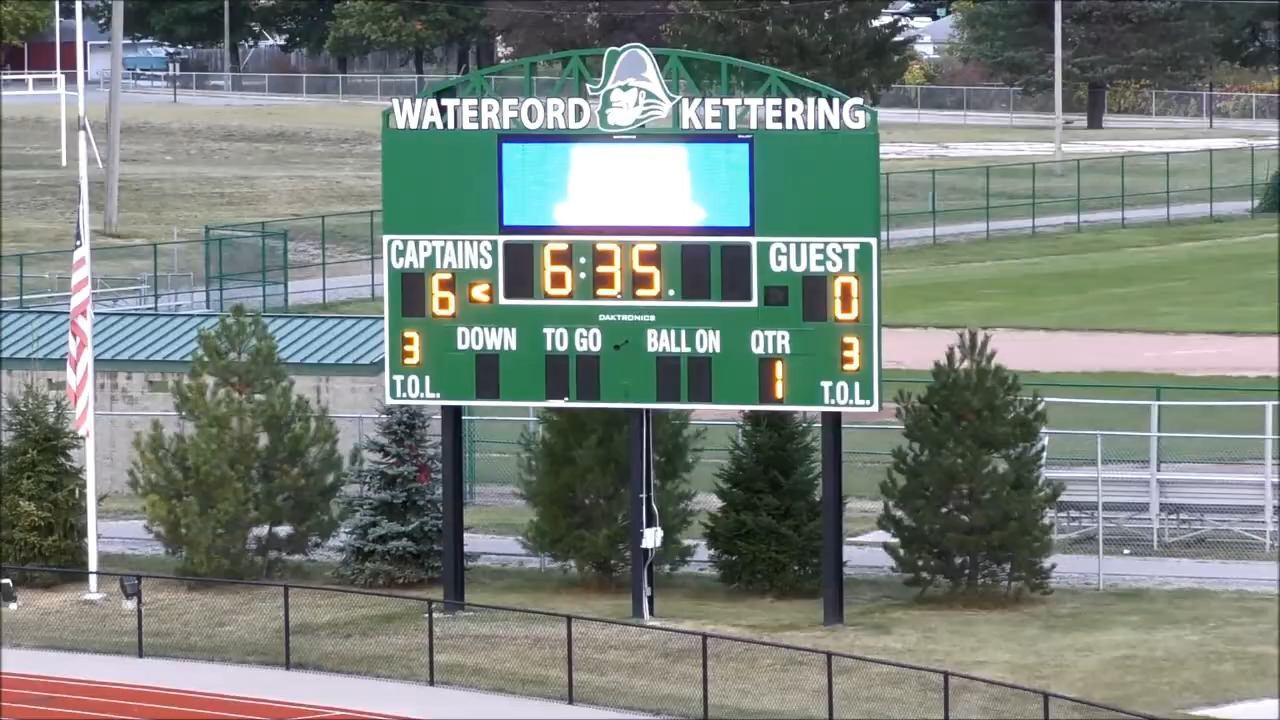 WATERFORD KETTERING
CAPTAINS 6:35. GUEST
6 < 0
DAKTRONICS
3 DOWN TO GO BALL ON QTR 3
T.O.L. 1 T.O.L.